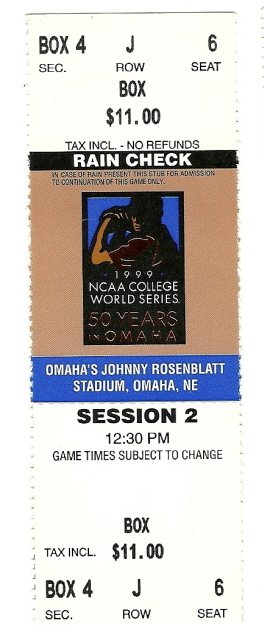 BOX 4 J 6
SEC. ROW SEAT
BOX
$11.00
TAX INCL. - NO REFUNDS
RAIN CHECK
IN CASE OF RAIN PRESENT THIS STUB FOR ADMISSION
TO CONTINUATION OF THIS GAME ONLY.
1999
NCAA COLLEGE
WORLD SERIES
50 YEARS
IN OMAHA
OMAHA'S JOHNNY ROSENBLATT
STADIUM, OMAHA, NE
SESSION 2
12:30 PM
GAME TIMES SUBJECT TO CHANGE
BOX
TAX INCL. $11.00
BOX 4 J 6
SEC. ROW SEAT